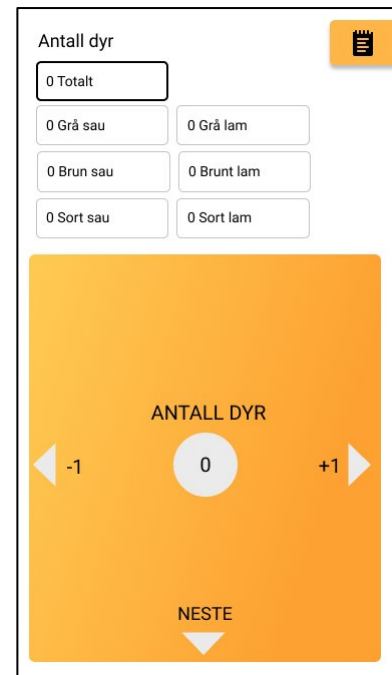 Antall dyr
0 Totalt
0 Grå sau
0 Grå lam
0 Brun sau
0 Brunt lam
0 Sort sau
0 Sort lam
ANTALL DYR
-1
0
+1
NESTE